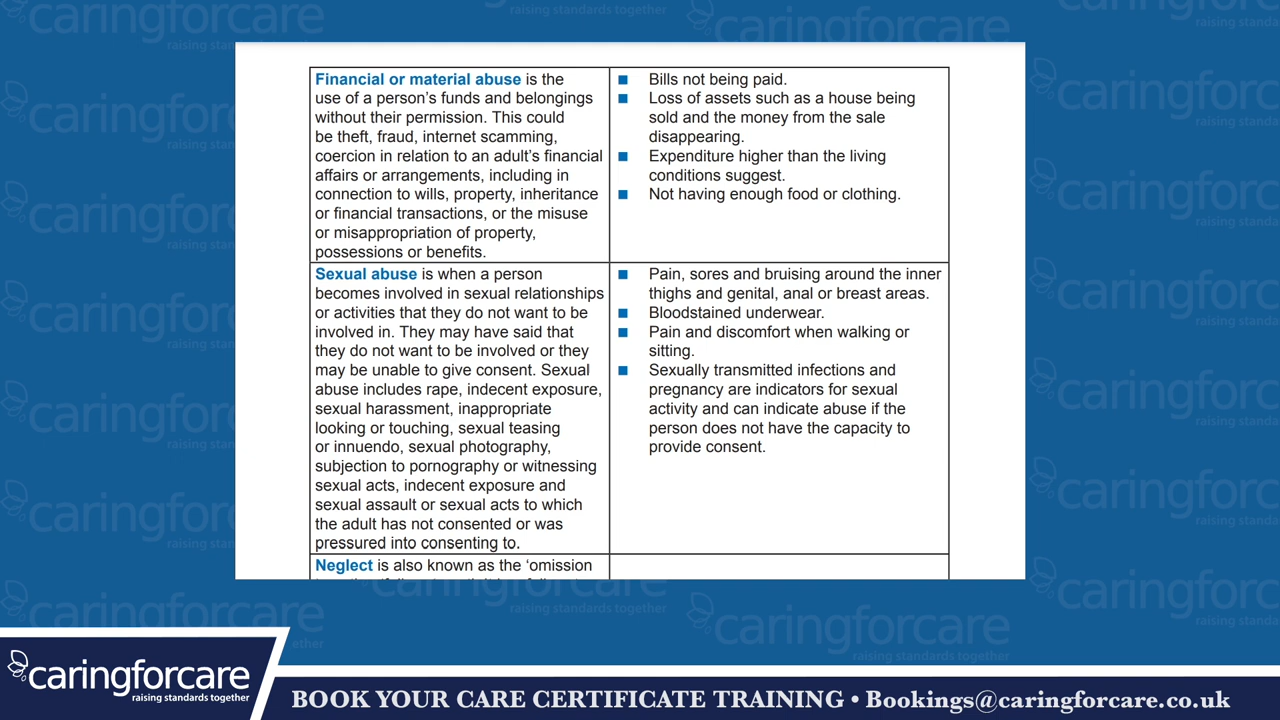 caringforcare
raising standards together
Financial or material abuse is the
use of a person's funds and belongings
without their permission. This could
be theft, fraud, internet scamming,
coercion in relation to an adult's financial
affairs or arrangements, including in
connection to wills, property, inheritance
or financial transactions, or the misuse
or misappropriation of property,
possessions or benefits.
■ Bills not being paid.
■ Loss of assets such as a house being
sold and the money from the sale
disappearing.
■ Expenditure higher than the living
conditions suggest.
■ Not having enough food or clothing.
Sexual abuse is when a person
becomes involved in sexual relationships
or activities that they do not want to be
involved in. They may have said that
they do not want to be involved or they
may be unable to give consent. Sexual
abuse includes rape, indecent exposure,
sexual harassment, inappropriate
looking or touching, sexual teasing
or innuendo, sexual photography,
subjection to pornography or witnessing
sexual acts, indecent exposure and
sexual assault or sexual acts to which
the adult has not consented or was
pressured into consenting to.
■ Pain, sores and bruising around the inner
thighs and genital, anal or breast areas.
■ Bloodstained underwear.
■ Pain and discomfort when walking or
sitting.
■ Sexually transmitted infections and
pregnancy are indicators for sexual
activity and can indicate abuse if the
person does not have the capacity to
provide consent.
Neglect is also known as the 'omission
caringforcare
raising standards together
BOOK YOUR CARE CERTIFICATE TRAINING • Bookings@caringforcare.co.uk